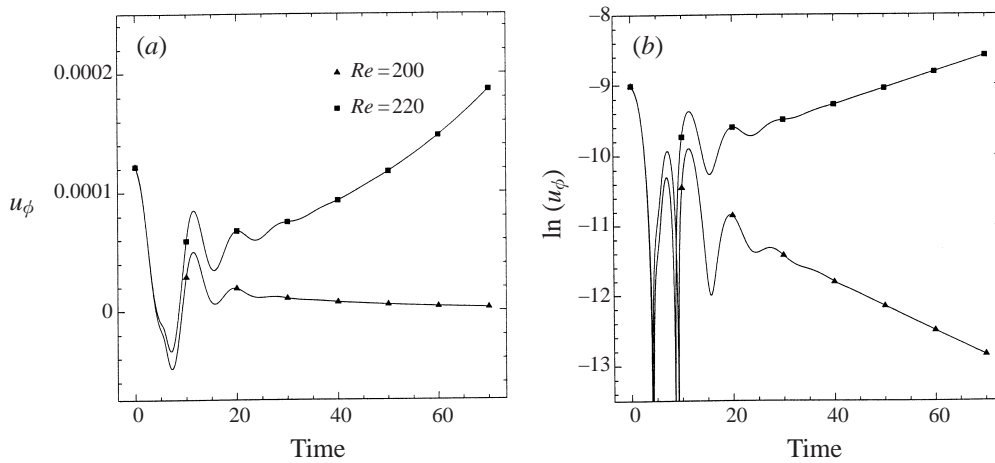 (a)
0.0002
0.0001
0
u_ϕ
Re = 200
Re = 220
0
20
40
60
Time
(b)
–8
–9
–10
–11
–12
–13
ln (u_ϕ)
0
20
40
60
Time